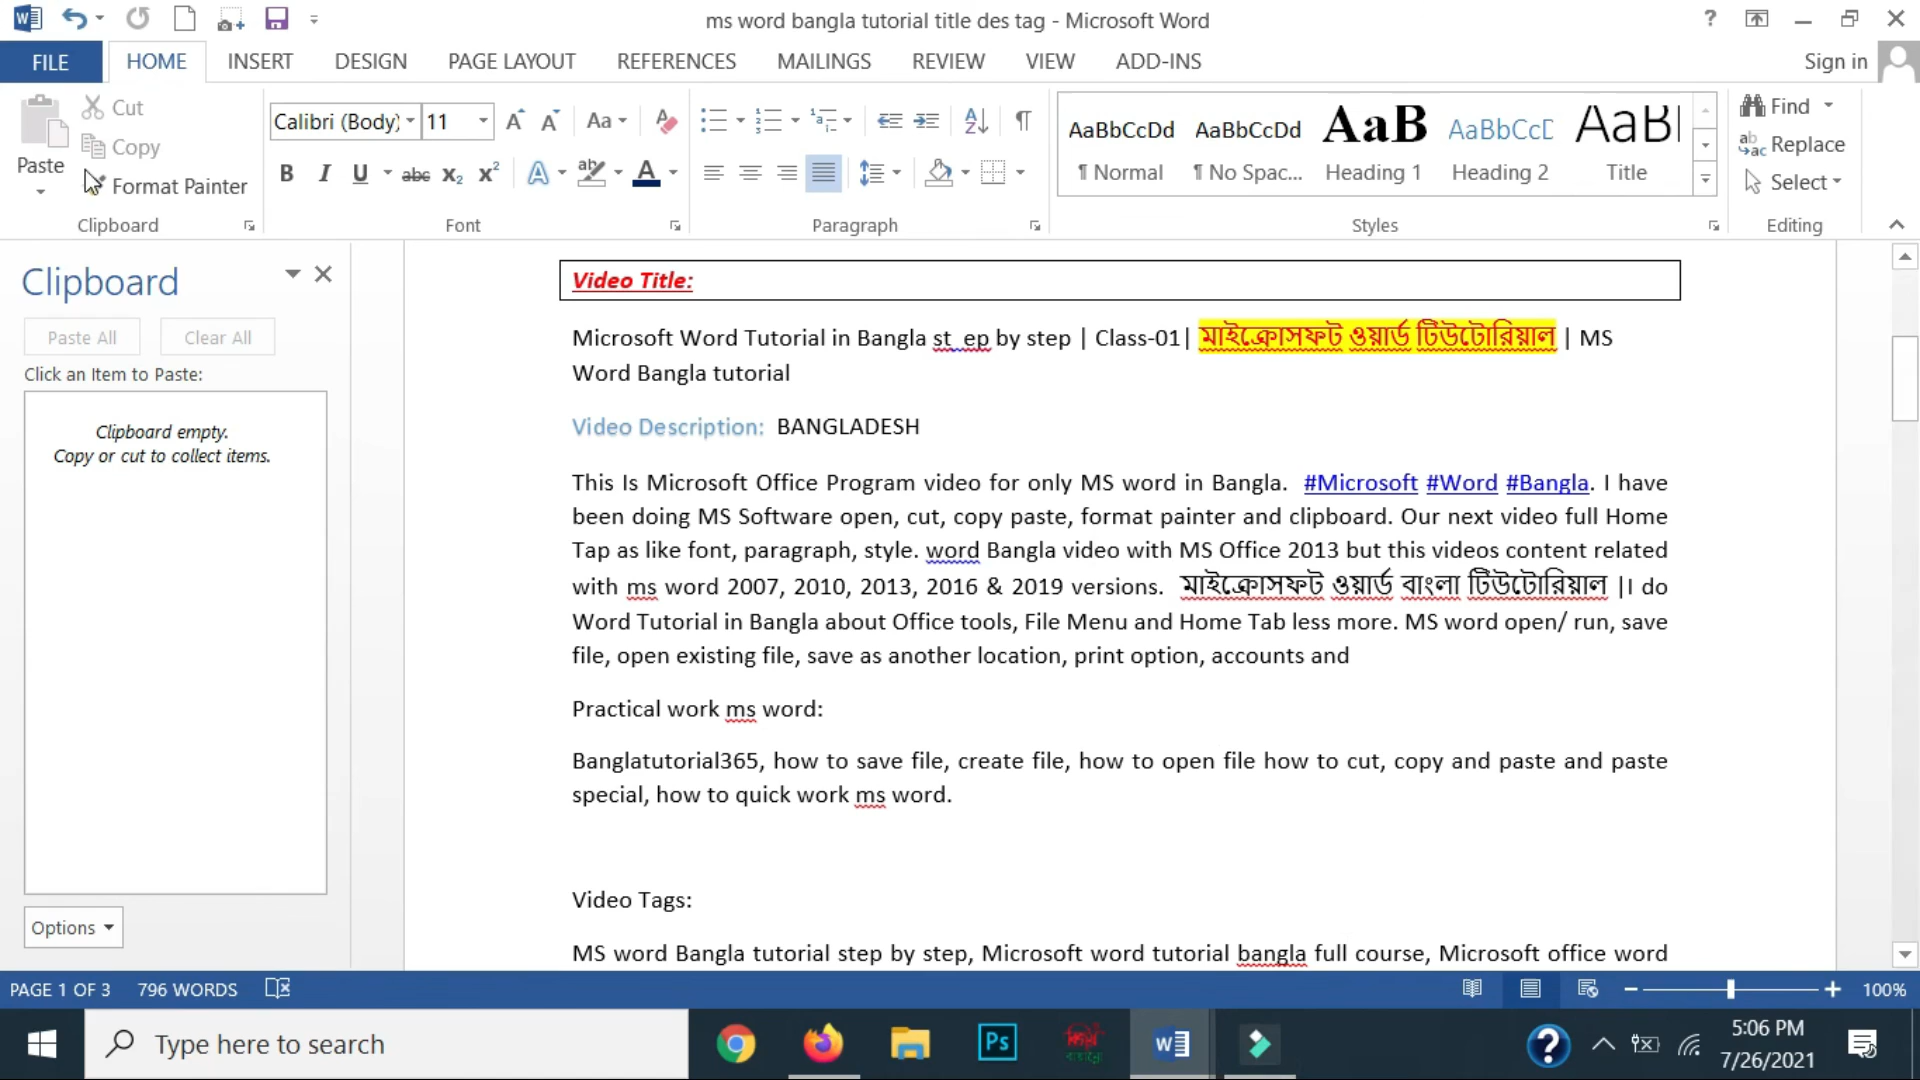 ms word bangla tutorial title des tag - Microsoft Word
FILE HOME INSERT DESIGN PAGE LAYOUT REFERENCES MAILINGS REVIEW VIEW ADD-INS Sign in
Paste
Cut
Copy
Format Painter
Clipboard
Calibri (Body) 11
Font
Paragraph
AaBbCcDd AaBbCcDd AaB AaBbCcD AaB
¶ Normal ¶ No Spac... Heading 1 Heading 2 Title
Styles
Find
Replace
Select
Editing
Clipboard
Paste All Clear All
Click an Item to Paste:
Clipboard empty.
Copy or cut to collect items.
Options
Video Title:
Microsoft Word Tutorial in Bangla st_ep by step | Class-01| মাইক্রোসফট ওয়ার্ড টিউটোরিয়াল | MS
Word Bangla tutorial
Video Description: BANGLADESH
This Is Microsoft Office Program video for only MS word in Bangla. #Microsoft #Word #Bangla. I have
been doing MS Software open, cut, copy paste, format painter and clipboard. Our next video full Home
Tap as like font, paragraph, style. word Bangla video with MS Office 2013 but this videos content related
with ms word 2007, 2010, 2013, 2016 & 2019 versions. মাইক্রোসফট ওয়ার্ড বাংলা টিউটোরিয়াল |I do
Word Tutorial in Bangla about Office tools, File Menu and Home Tab less more. MS word open/ run, save
file, open existing file, save as another location, print option, accounts and
Practical work ms word:
Banglatutorial365, how to save file, create file, how to open file how to cut, copy and paste and paste
special, how to quick work ms word.
Video Tags:
MS word Bangla tutorial step by step, Microsoft word tutorial bangla full course, Microsoft office word
PAGE 1 OF 3 796 WORDS 100%
Type here to search
Ps
5:06 PM
7/26/2021